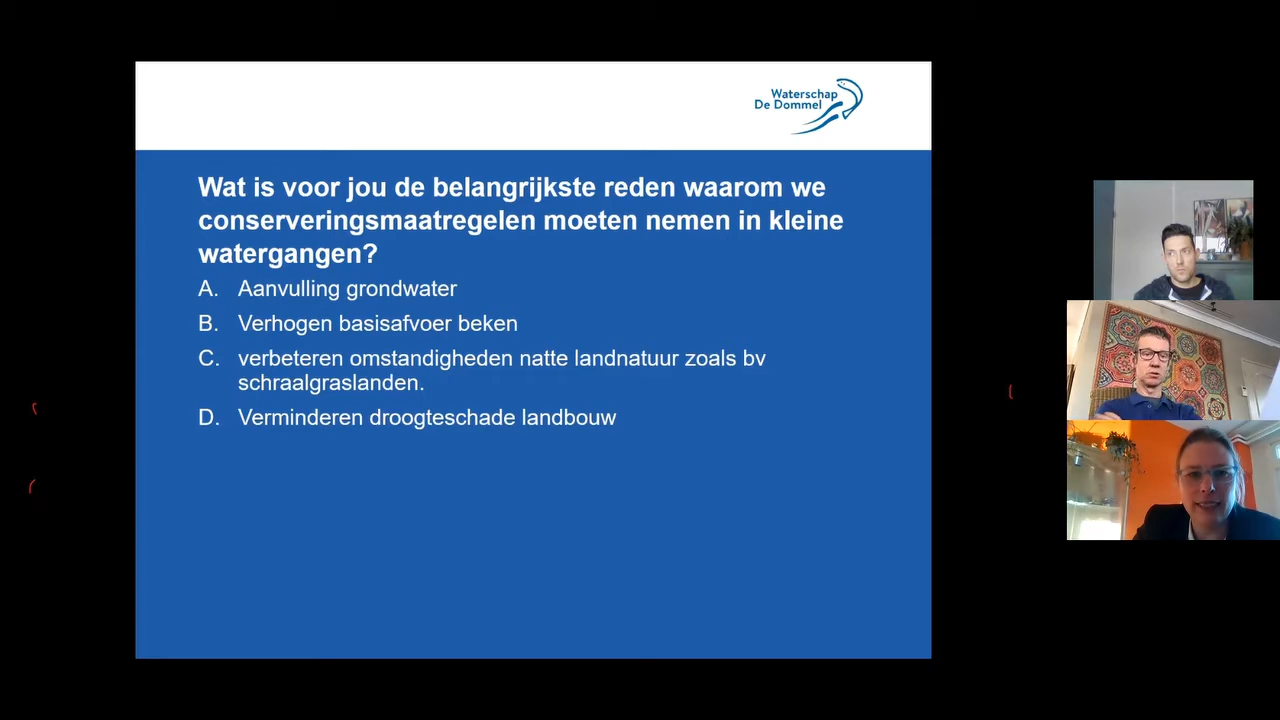 Waterschap
De Dommel
Wat is voor jou de belangrijkste reden waarom we
conserveringsmaatregelen moeten nemen in kleine
watergangen?
A. Aanvulling grondwater
B. Verhogen basisafvoer beken
C. verbeteren omstandigheden natte landnatuur zoals bv
schraalgraslanden.
D. Verminderen droogteschade landbouw